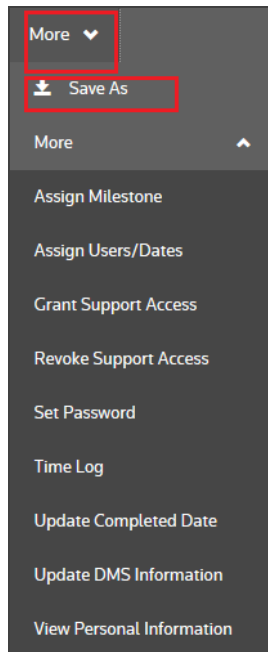 More
Save As
More
Assign Milestone
Assign Users/Dates
Grant Support Access
Revoke Support Access
Set Password
Time Log
Update Completed Date
Update DMS Information
View Personal Information